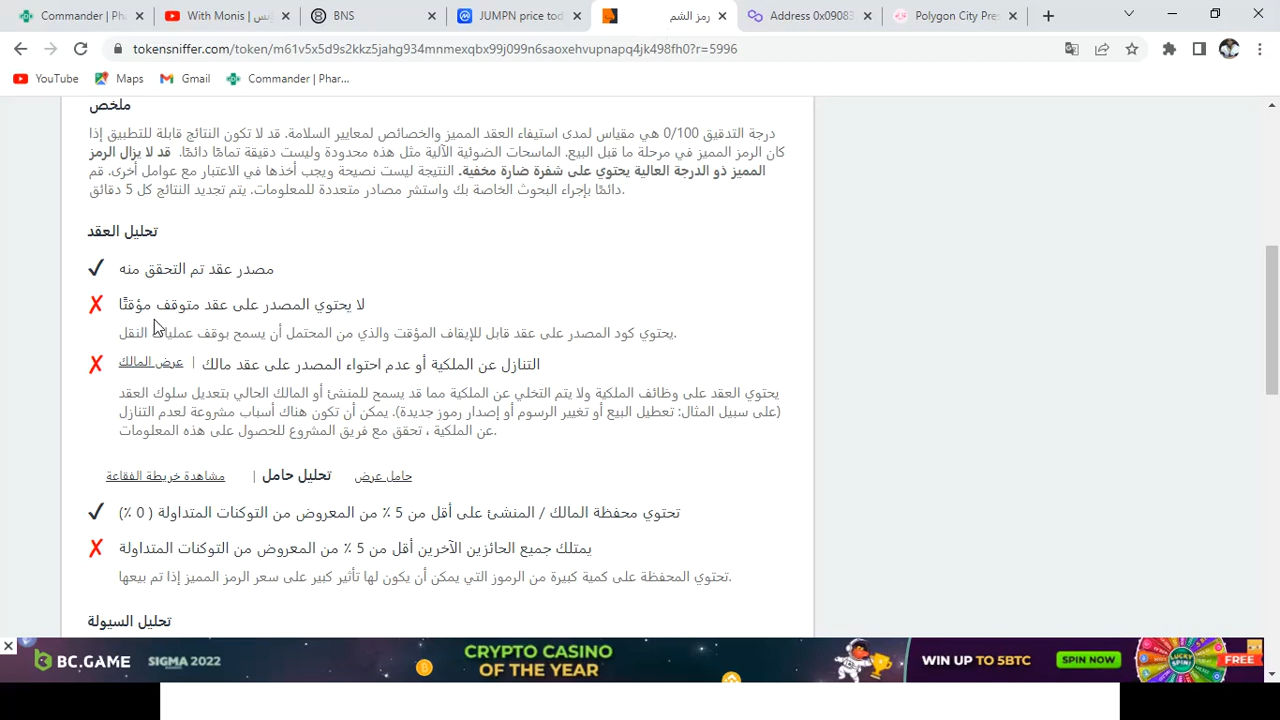 Commander | Pha
With Monis | نس
BNS
JUMPN price tod
رمز الشم
Address 0x09083
Polygon City Pre
tokensniffer.com/token/m61v5x5d9s2kkz5jahg934mnmexqbx99j099n6saoxehvupnapq4jk498fh0?r=5996
YouTube
Maps
Gmail
Commander | Phar...
ملخص
درجة التدقيق 0/100 هي مقياس لمدى استيفاء العقد المميز والخصائص لمعايير السلامة. قد لا تكون النتائج قابلة للتطبيق إذا
كان الرمز المميز في مرحلة ما قبل البيع. الماسحات الضوئية الآلية مثل هذه محدودة وليست دقيقة تمامًا دائمًا. قد لا يزال الرمز
المميز ذو الدرجة العالية يحتوي على شفرة ضارة مخفية. النتيجة ليست نصيحة ويجب أخذها في الاعتبار مع عوامل أخرى. قم
دائمًا بإجراء البحوث الخاصة بك واستشر مصادر متعددة للمعلومات. يتم تجديد النتائج كل 5 دقائق.
تحليل العقد
مصدر عقد تم التحقق منه
لا يحتوي المصدر على عقد متوقف مؤقتًا
يحتوي كود المصدر على عقد قابل للإيقاف المؤقت والذي من المحتمل أن يسمح بوقف عمليات النقل.
التنازل عن الملكية أو عدم احتواء المصدر على عقد مالك | عرض المالك
يحتوي العقد على وظائف الملكية ولا يتم التخلي عن الملكية مما قد يسمح للمنشئ أو المالك الحالي بتعديل سلوك العقد
(على سبيل المثال: تعطيل البيع أو تغيير الرسوم أو إصدار رموز جديدة). يمكن أن تكون هناك أسباب مشروعة لعدم التنازل
عن الملكية ، تحقق مع فريق المشروع للحصول على هذه المعلومات.
حامل عرض تحليل حامل | مشاهدة خريطة الفقاعة
تحتوي محفظة المالك / المنشئ على أقل من 5 ٪ من المعروض من التوكنات المتداولة ( 0 ٪)
يمتلك جميع الحائزين الآخرين أقل من 5 ٪ من المعروض من التوكنات المتداولة
تحتوي المحفظة على كمية كبيرة من الرموز التي يمكن أن يكون لها تأثير كبير على سعر الرمز المميز إذا تم بيعها.
تحليل السيولة
BC.GAME
SIGMA 2022
CRYPTO CASINO
OF THE YEAR
WIN UP TO 5BTC
SPIN NOW
LUCKY
SPIN!
FREE